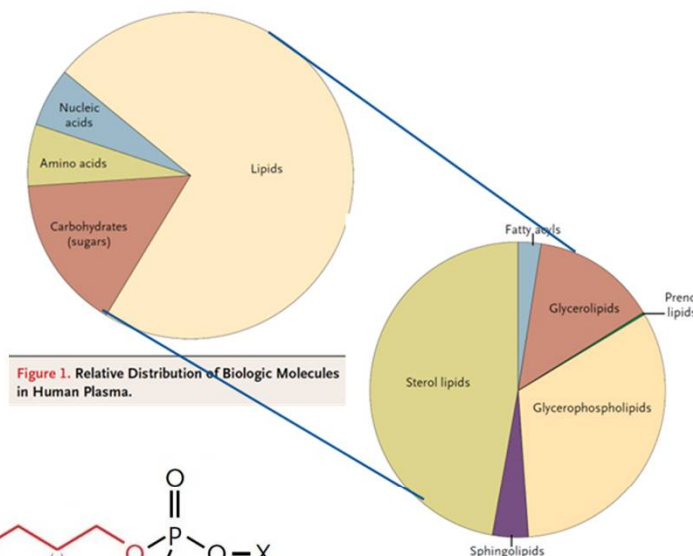 Nucleic
acids
Amino acids
Lipids
Carbohydrates
(sugars)
Figure 1. Relative Distribution of Biologic Molecules
in Human Plasma.
Fatty acyls
Glycerolipids
lipids
Sterol lipids
Glycerophospholipids
Sphingolipids
O
P
O
O
X